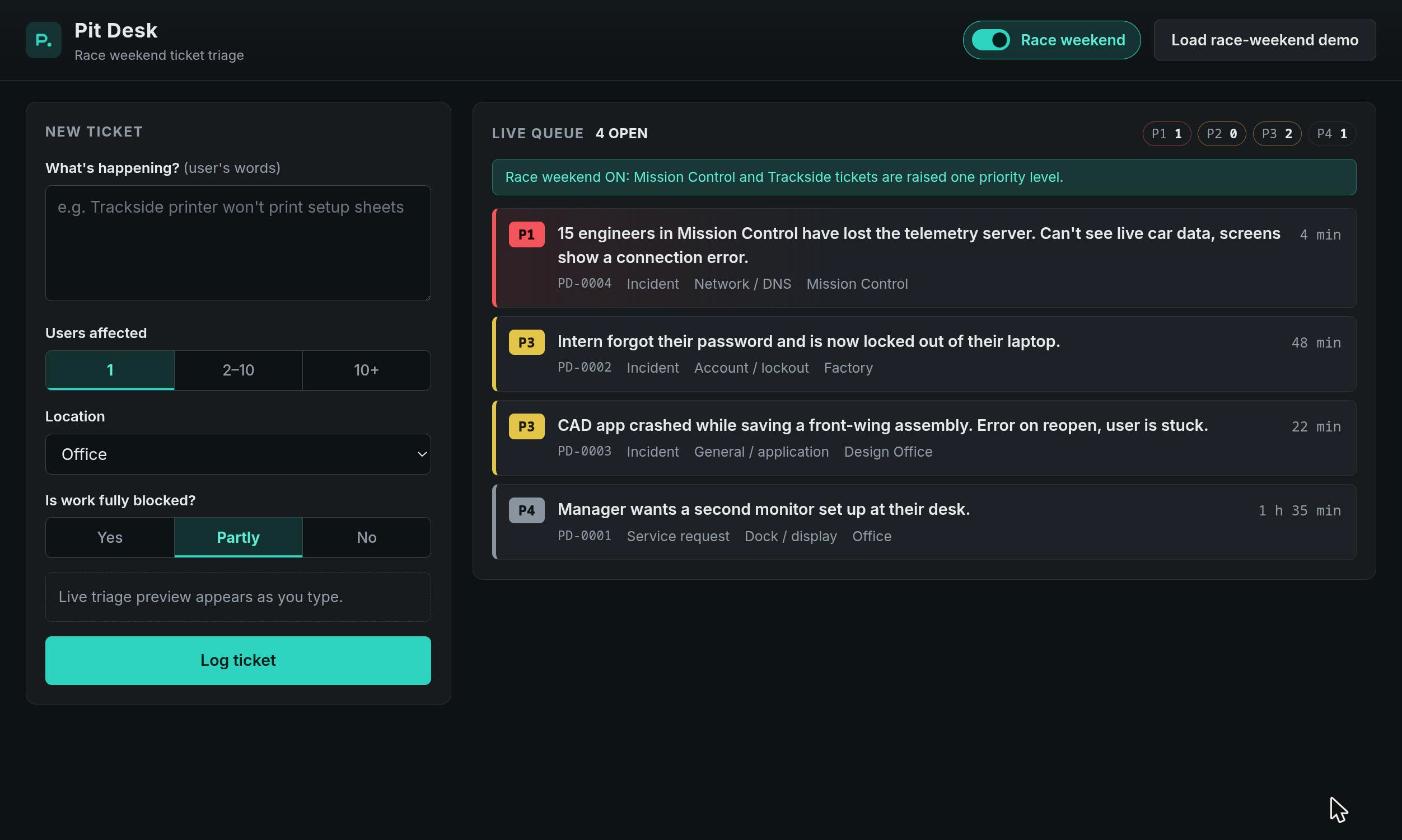 P.
Pit Desk
Race weekend ticket triage
Race weekend
Load race-weekend demo
NEW TICKET
What's happening? (user's words)
e.g. Trackside printer won't print setup sheets
Users affected
1
2–10
10+
Location
Office
Is work fully blocked?
Yes
Partly
No
Live triage preview appears as you type.
Log ticket
LIVE QUEUE 4 OPEN
P1 1
P2 0
P3 2
P4 1
Race weekend ON: Mission Control and Trackside tickets are raised one priority level.
P1
15 engineers in Mission Control have lost the telemetry server. Can't see live car data, screens
show a connection error.
4 min
PD-0004 Incident Network / DNS Mission Control
P3
Intern forgot their password and is now locked out of their laptop.
48 min
PD-0002 Incident Account / lockout Factory
P3
CAD app crashed while saving a front-wing assembly. Error on reopen, user is stuck.
22 min
PD-0003 Incident General / application Design Office
P4
Manager wants a second monitor set up at their desk.
1 h 35 min
PD-0001 Service request Dock / display Office